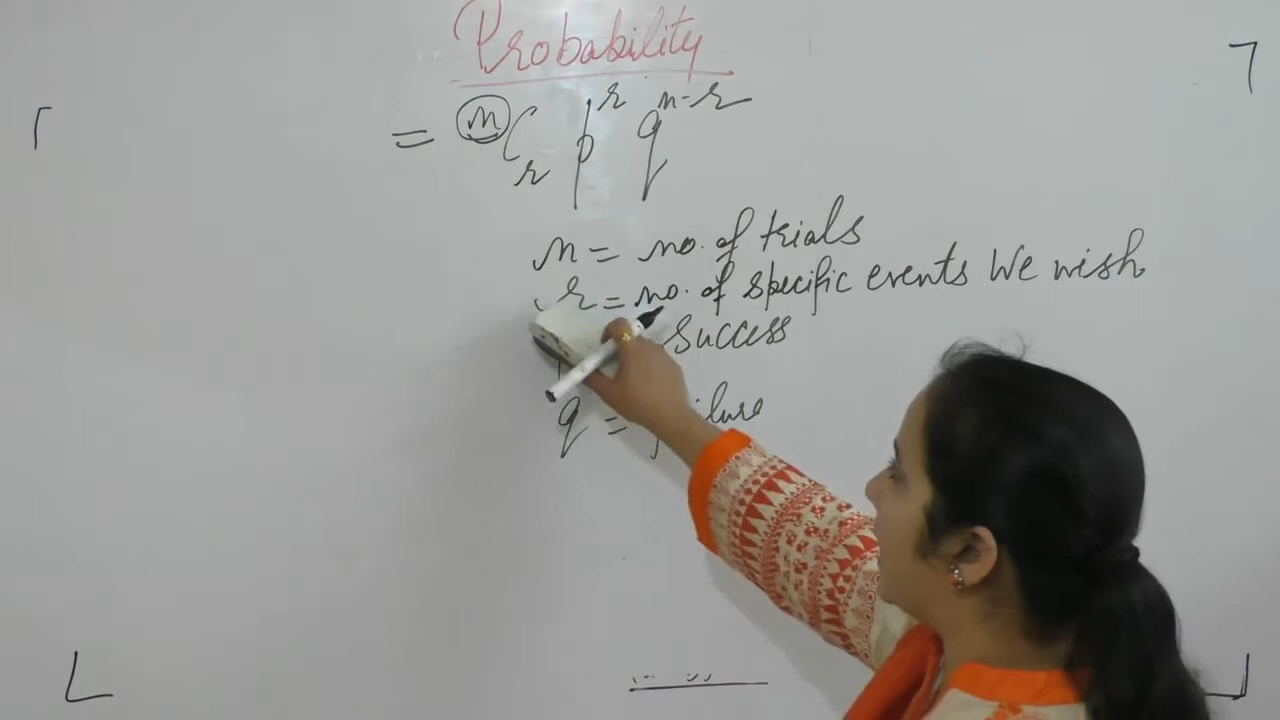 Probability
= nCr p^r q^n-r
n = no. of trials
r = no. of specific events We wish
success
q =